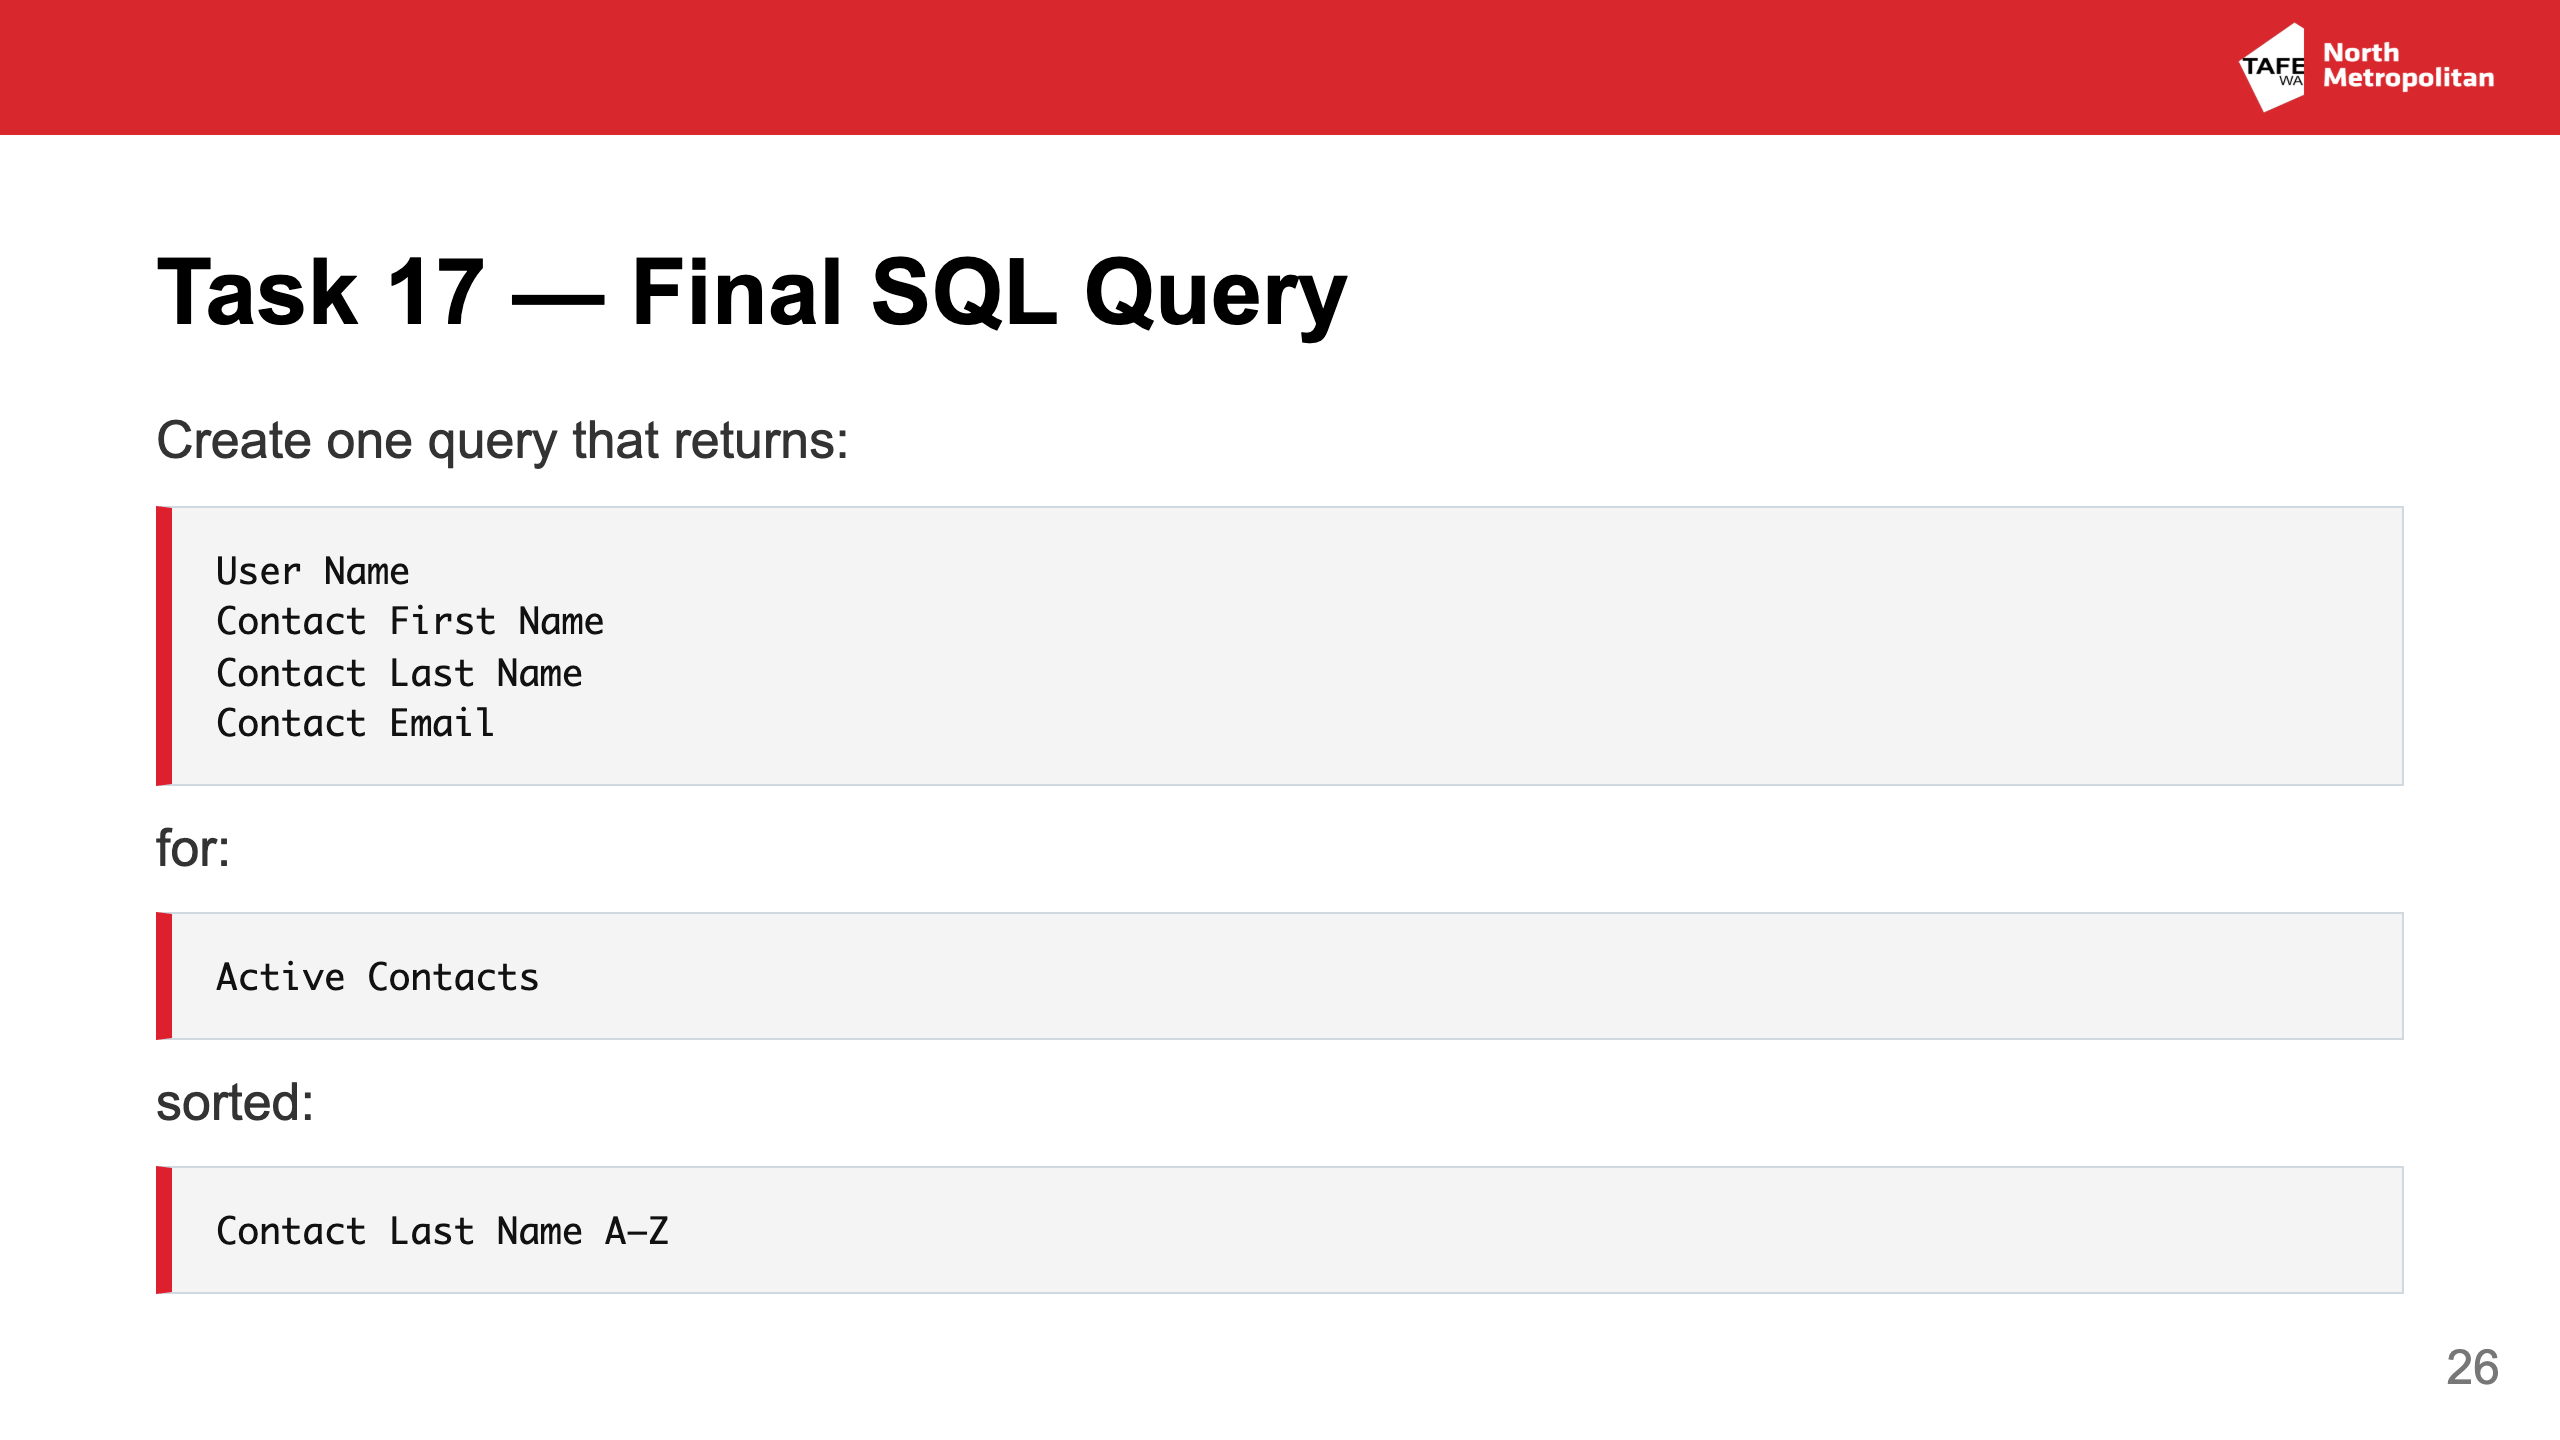 TAFE
WA
North
Metropolitan
Task 17 — Final SQL Query
Create one query that returns:
User Name
Contact First Name
Contact Last Name
Contact Email
for:
Active Contacts
sorted:
Contact Last Name A–Z
26